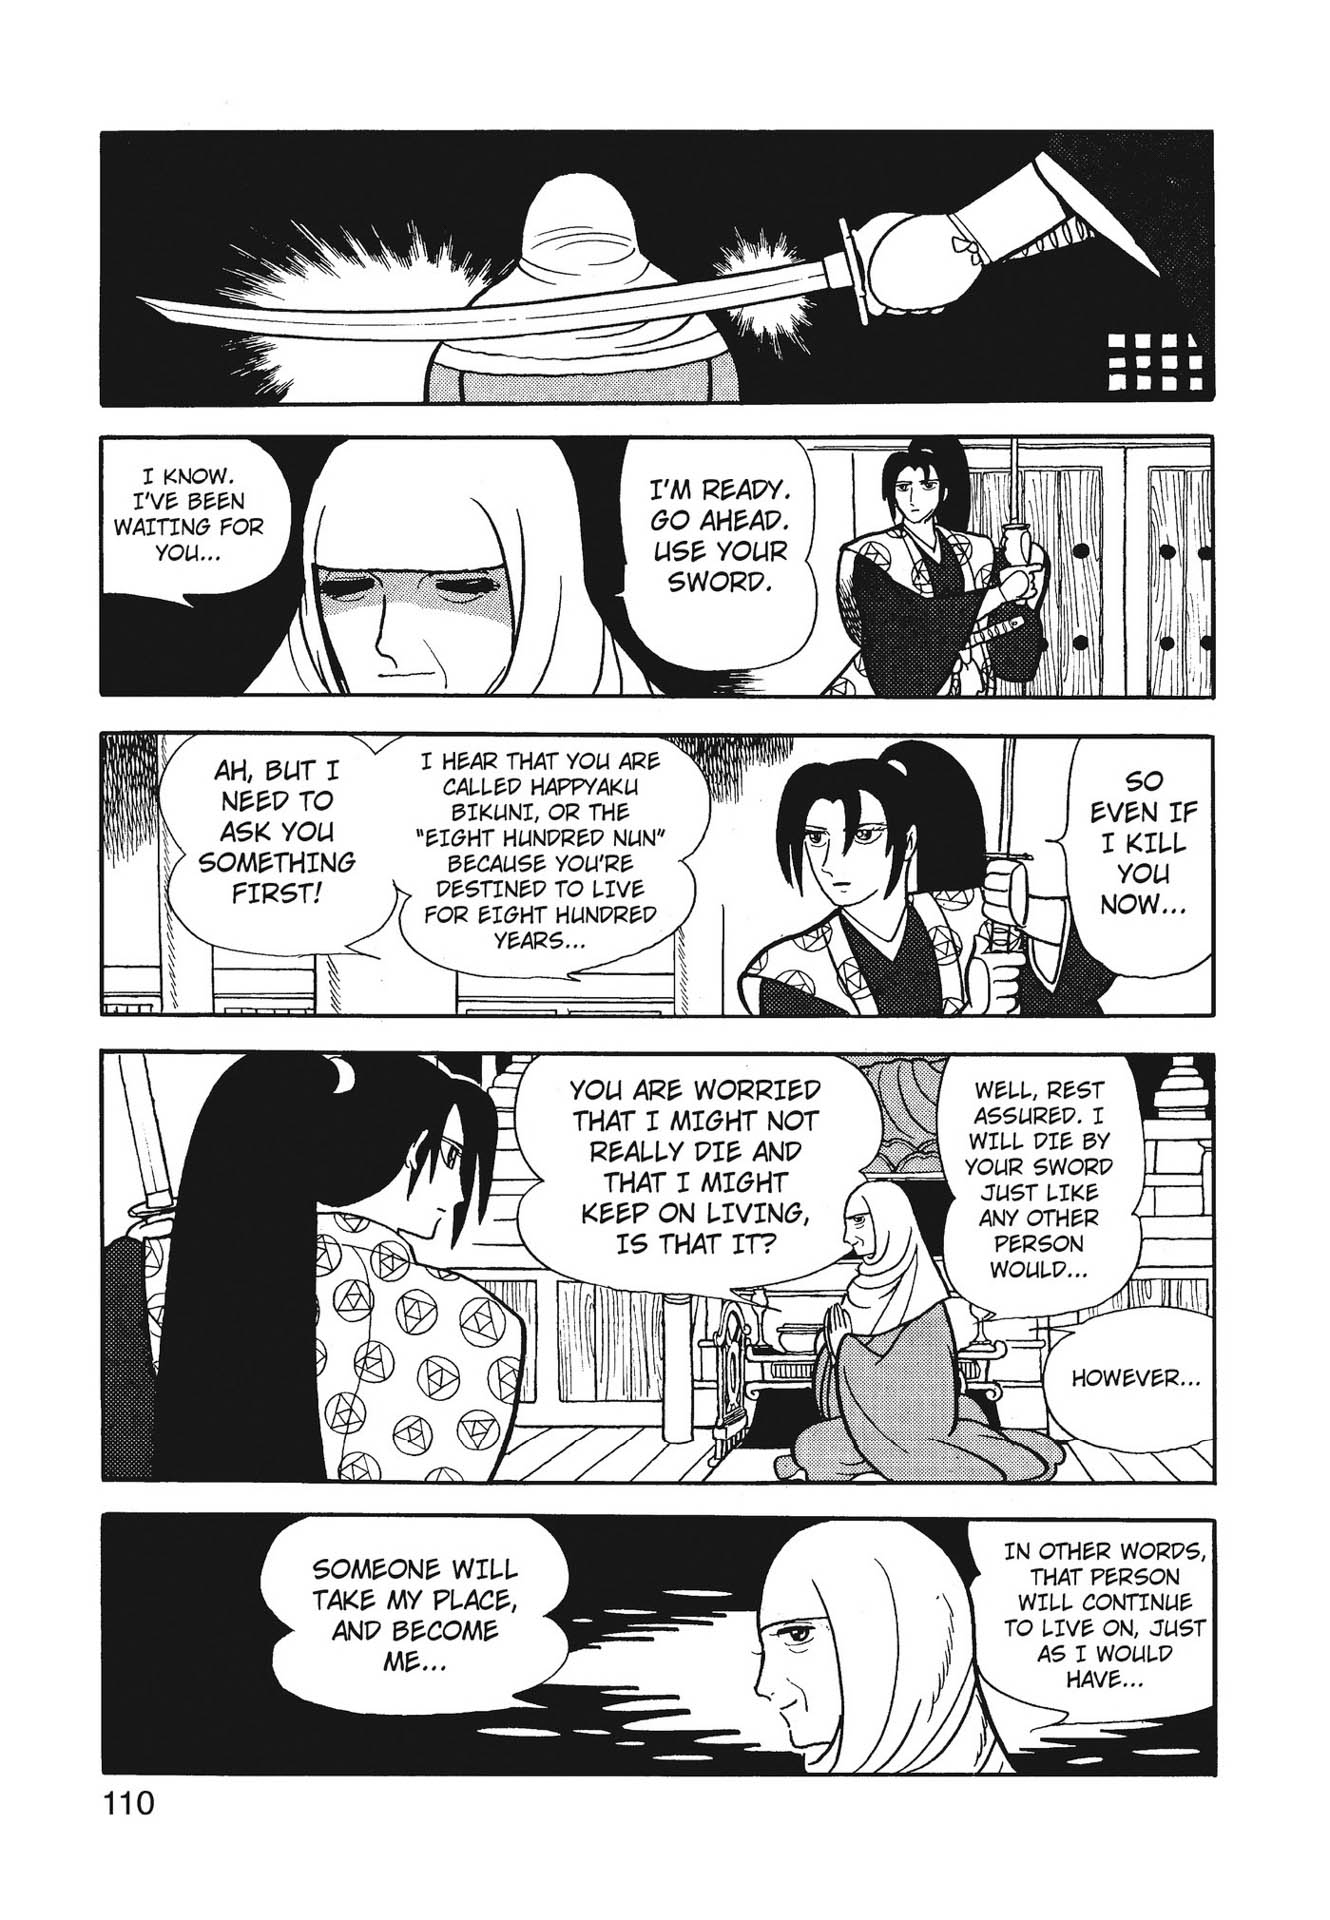 I KNOW.
I'VE BEEN
WAITING FOR
YOU...
I'M READY.
GO AHEAD.
USE YOUR
SWORD.
AH, BUT I
NEED TO
ASK YOU
SOMETHING
FIRST!
I HEAR THAT YOU ARE
CALLED HAPPYAKU
BIKUNI, OR THE
"EIGHT HUNDRED NUN"
BECAUSE YOU'RE
DESTINED TO LIVE
FOR EIGHT HUNDRED
YEARS...
SO
EVEN IF
I KILL
YOU
NOW...
YOU ARE WORRIED
THAT I MIGHT NOT
REALLY DIE AND
THAT I MIGHT
KEEP ON LIVING,
IS THAT IT?
WELL, REST
ASSURED. I
WILL DIE BY
YOUR SWORD
JUST LIKE
ANY OTHER
PERSON
WOULD...
HOWEVER...
SOMEONE WILL
TAKE MY PLACE,
AND BECOME
ME...
IN OTHER WORDS,
THAT PERSON
WILL CONTINUE
TO LIVE ON, JUST
AS I WOULD
HAVE...
110